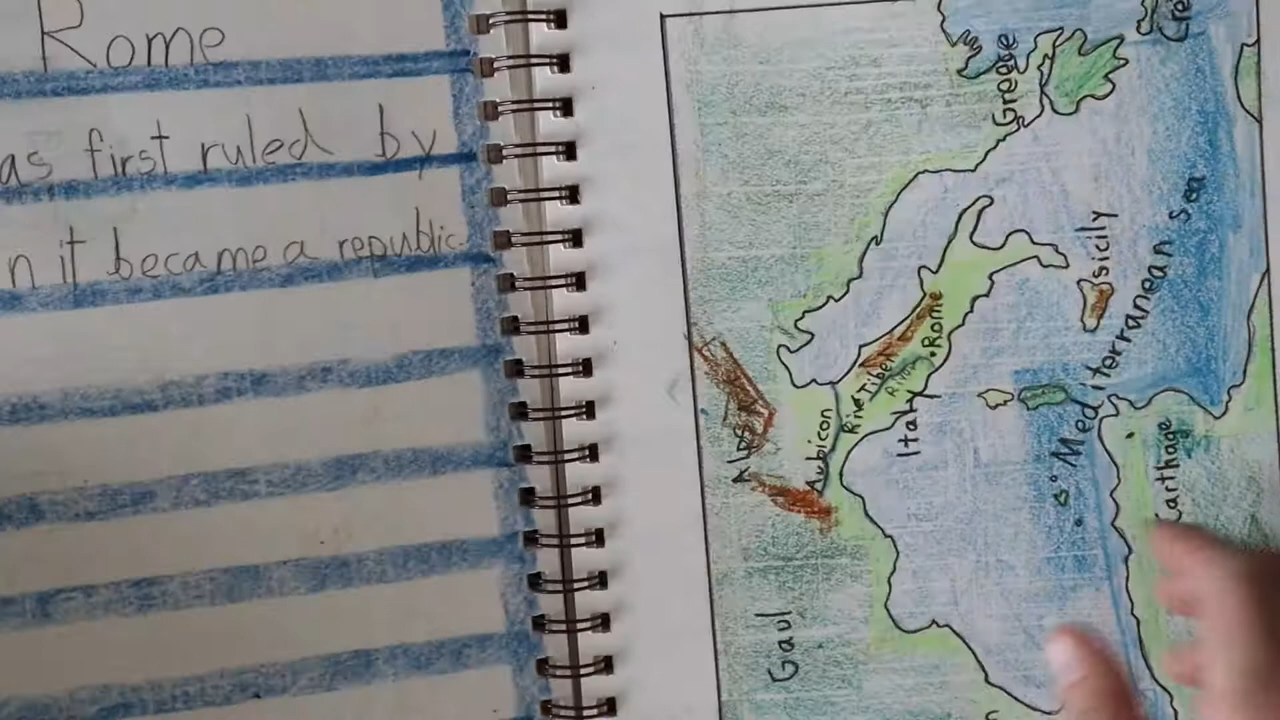 Rome
as first ruled by
n it became a republic.
Greece
Cre
Sicily
Mediterranean Sea
Rome
River Tiber
Italy
Rubicon
Alps
Carthage
Gaul